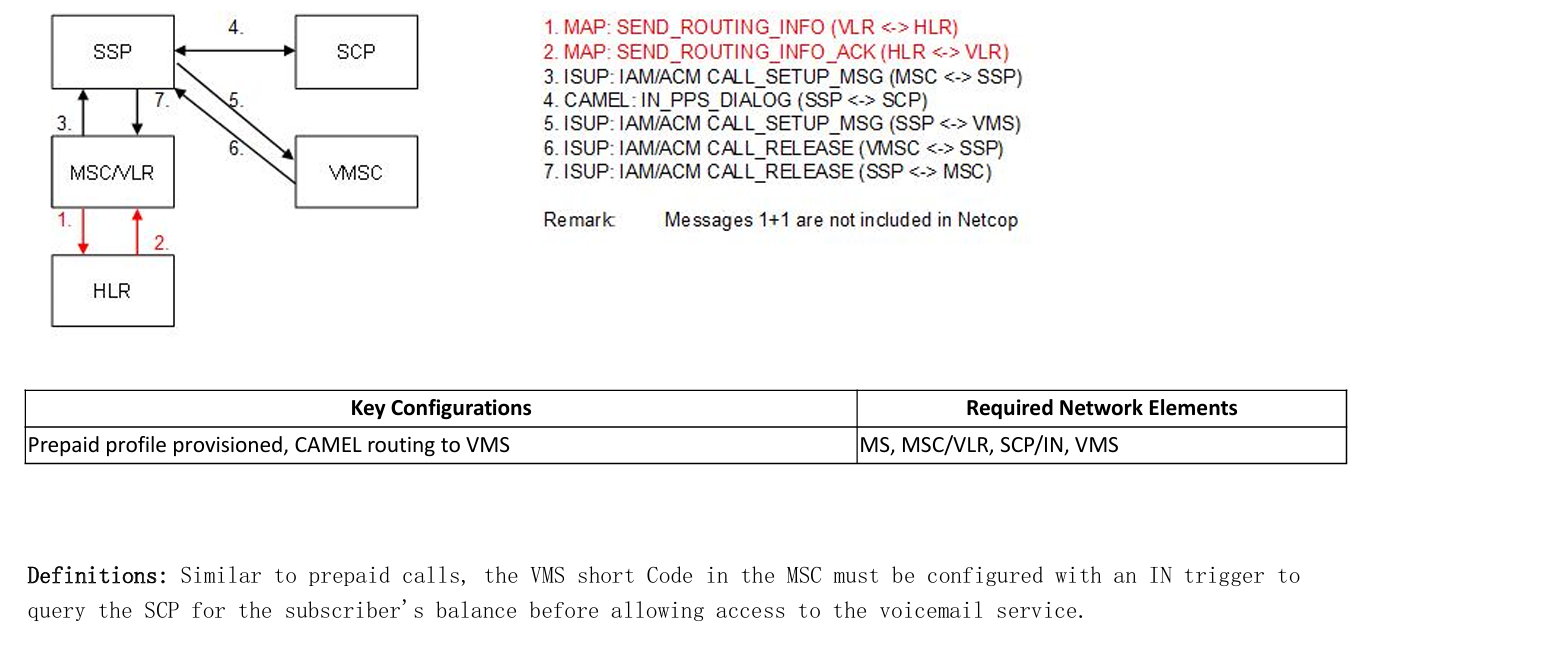 SSP
4.
SCP
3.
7.
5.
6.
MSC/VLR
VMSC
1.
2.
HLR
1. MAP: SEND_ROUTING_INFO (VLR <-> HLR)
2. MAP: SEND_ROUTING_INFO_ACK (HLR <-> VLR)
3. ISUP: IAM/ACM CALL_SETUP_MSG (MSC <-> SSP)
4. CAMEL: IN_PPS_DIALOG (SSP <-> SCP)
5. ISUP: IAM/ACM CALL_SETUP_MSG (SSP <-> VMS)
6. ISUP: IAM/ACM CALL_RELEASE (VMSC <-> SSP)
7. ISUP: IAM/ACM CALL_RELEASE (SSP <-> MSC)
Remark: Messages 1+1 are not included in Netcop
Key Configurations Required Network Elements
Prepaid profile provisioned, CAMEL routing to VMS MS, MSC/VLR, SCP/IN, VMS
Definitions: Similar to prepaid calls, the VMS short Code in the MSC must be configured with an IN trigger to
query the SCP for the subscriber's balance before allowing access to the voicemail service.